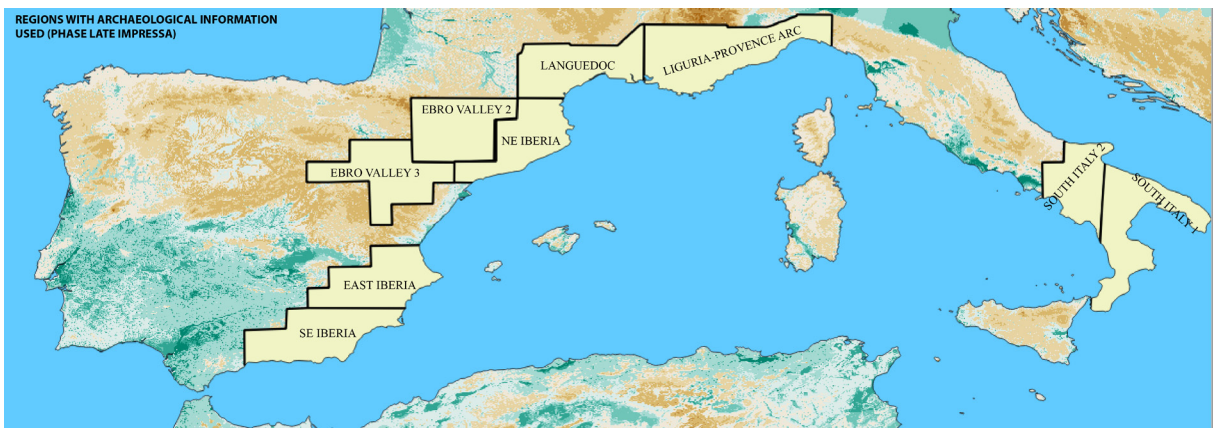 REGIONS WITH ARCHAEOLOGICAL INFORMATION
USED (PHASE LATE IMPRESSA)
LIGURIA-PROVENCE ARC
LANGUEDOC
EBRO VALLEY 2
NE IBERIA
EBRO VALLEY 3
SOUTH ITALY 2
SOUTH ITALY 1
EAST IBERIA
SE IBERIA